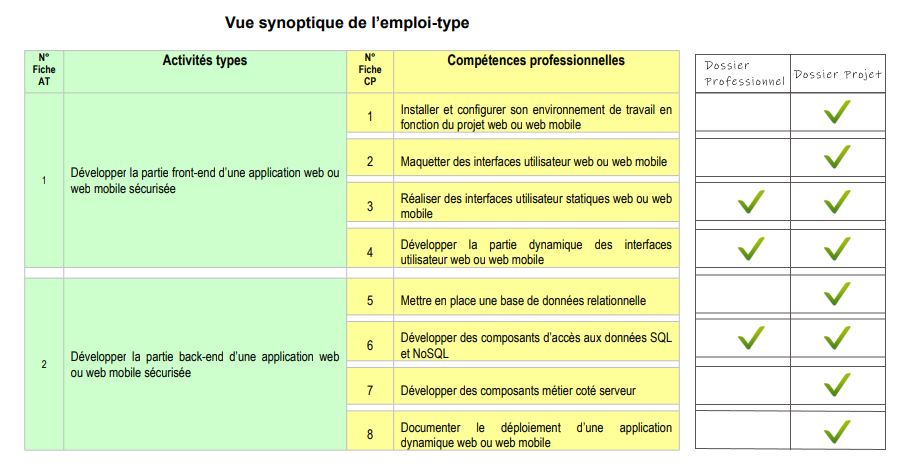 Vue synoptique de l'emploi-type
N°
Fiche
AT
Activités types
N°
Fiche
CP
Compétences professionnelles
Dossier
Professionnel
Dossier Projet
1
Développer la partie front-end d'une application web ou
web mobile sécurisée
1
Installer et configurer son environnement de travail en
fonction du projet web ou web mobile
2
Maquetter des interfaces utilisateur web ou web mobile
3
Réaliser des interfaces utilisateur statiques web ou web
mobile
4
Développer la partie dynamique des interfaces
utilisateur web ou web mobile
2
Développer la partie back-end d'une application web
ou web mobile sécurisée
5
Mettre en place une base de données relationnelle
6
Développer des composants d'accès aux données SQL
et NoSQL
7
Développer des composants métier coté serveur
8
Documenter le déploiement d'une application
dynamique web ou web mobile